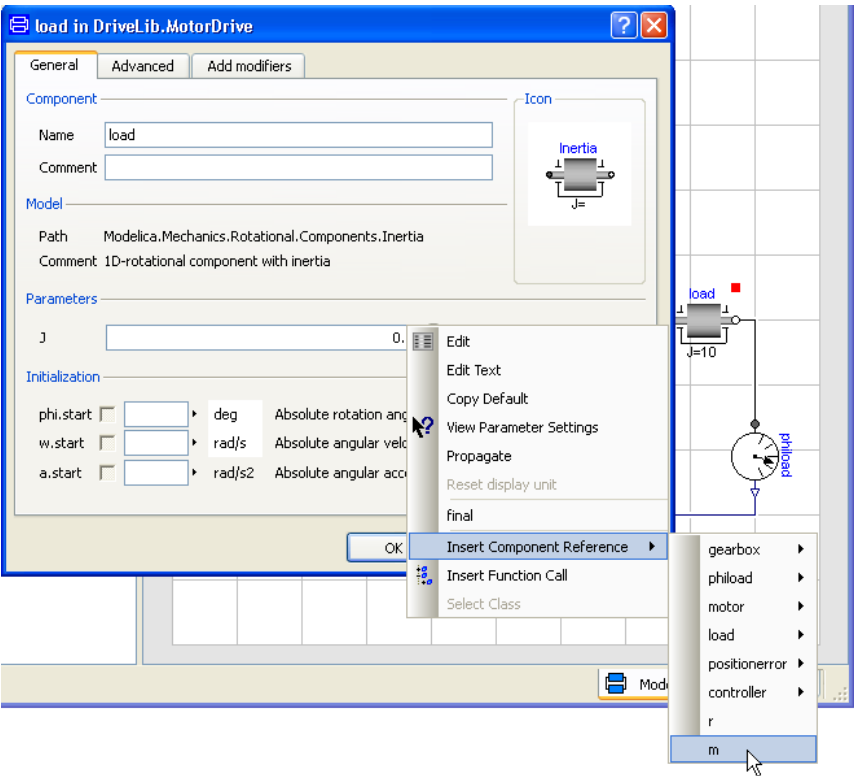 load in DriveLib.MotorDrive
General Advanced Add modifiers
Component
Icon
Name load
Comment
Inertia
J=
Model
Path Modelica.Mechanics.Rotational.Components.Inertia
Comment 1D-rotational component with inertia
Parameters
J 0.
Initialization
phi.start deg Absolute rotation ang
w.start rad/s Absolute angular velo
a.start rad/s2 Absolute angular acce
OK
Edit
Edit Text
Copy Default
View Parameter Settings
Propagate
Reset display unit
final
Insert Component Reference
Insert Function Call
Select Class
gearbox
phiload
motor
load
positionerror
controller
r
m
load
J=10
phiload
Mode